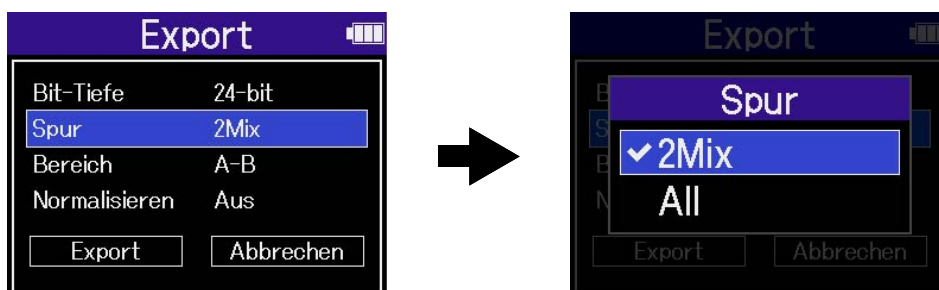 Export
Bit-Tiefe 24-bit
Spur 2Mix
Bereich A-B
Normalisieren Aus
Export Abbrechen
Export
Spur
2Mix
All
Export Abbrechen